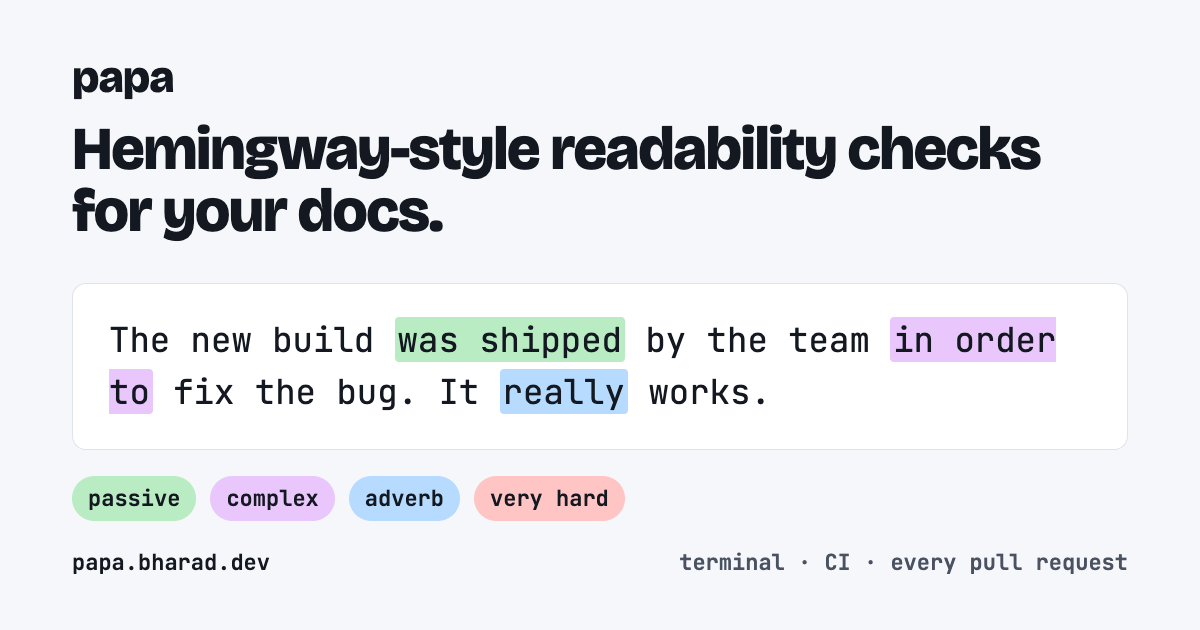 papa
Hemingway-style readability checks
for your docs.
The new build was shipped by the team in order
to fix the bug. It really works.
passive complex adverb very hard
papa.bharad.dev terminal · CI · every pull request